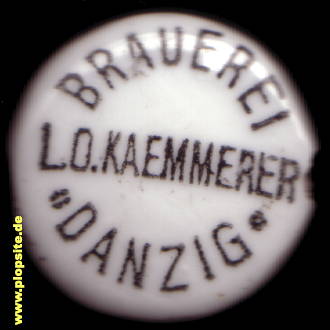 BRAUEREI
L.O.KAEMMERER
* DANZIG *
www.plopsite.de